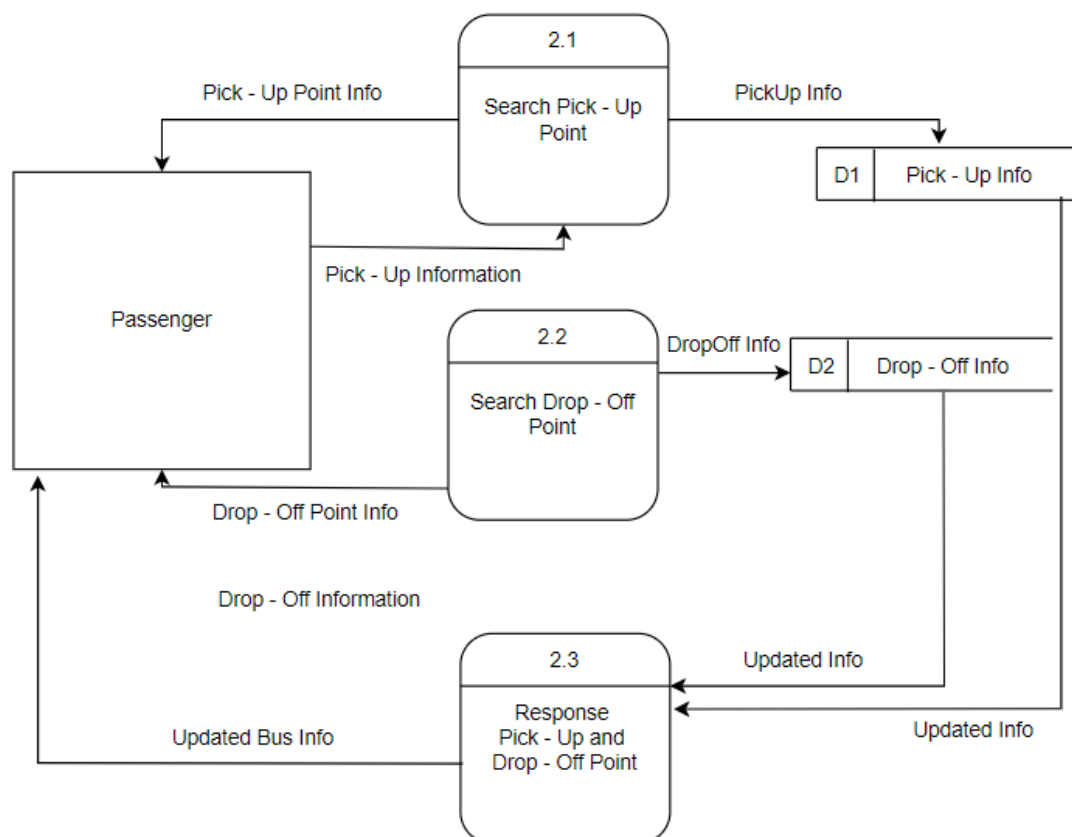 2.1
Pick - Up Point Info
Search Pick - Up
Point
PickUp Info
D1
Pick - Up Info
Pick - Up Information
Passenger
2.2
DropOff Info
D2
Drop - Off Info
Search Drop - Off
Point
Drop - Off Point Info
Drop - Off Information
2.3
Updated Info
Response
Pick - Up and
Drop - Off Point
Updated Bus Info
Updated Info